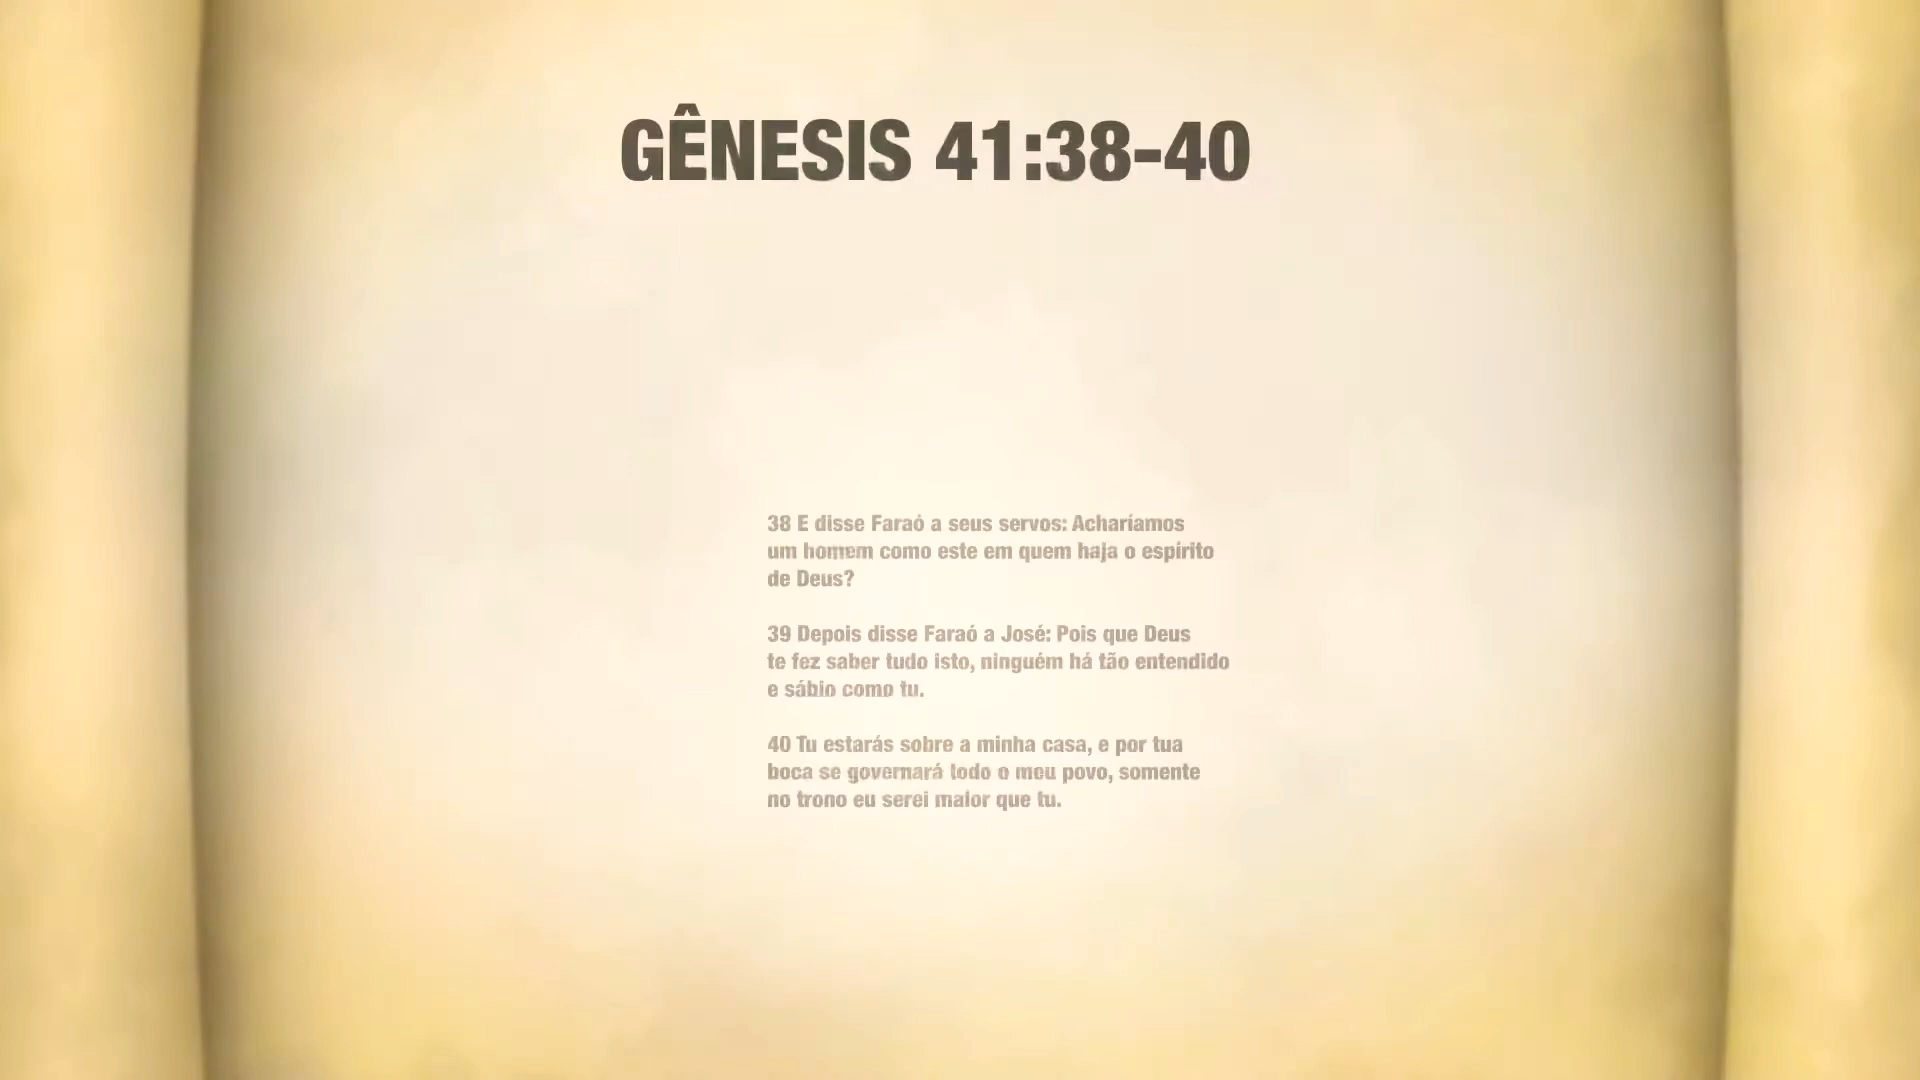 GÊNESIS 41:38-40
38 E disse Faraó a seus servos: Acharíamos
um homem como este em quem haja o espírito
de Deus?
39 Depois disse Faraó a José: Pois que Deus
te fez saber tudo isto, ninguém há tão entendido
e sábio como tu.
40 Tu estarás sobre a minha casa, e por tua
boca se governará todo o meu povo, somente
no trono eu serei maior que tu.